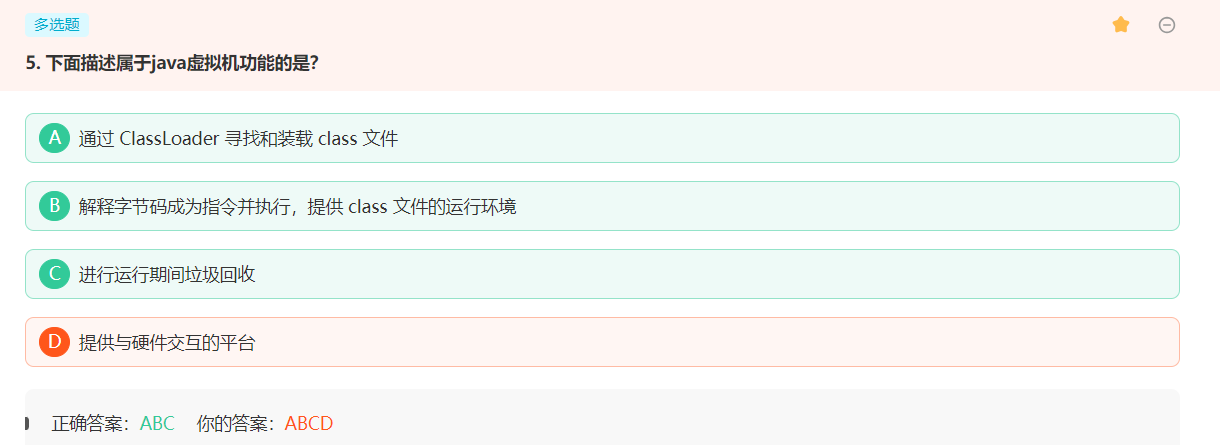 多选题
5. 下面描述属于java虚拟机功能的是?
A 通过 ClassLoader 寻找和装载 class 文件
B 解释字节码成为指令并执行，提供 class 文件的运行环境
C 进行运行期间垃圾回收
D 提供与硬件交互的平台
正确答案：ABC 你的答案：ABCD